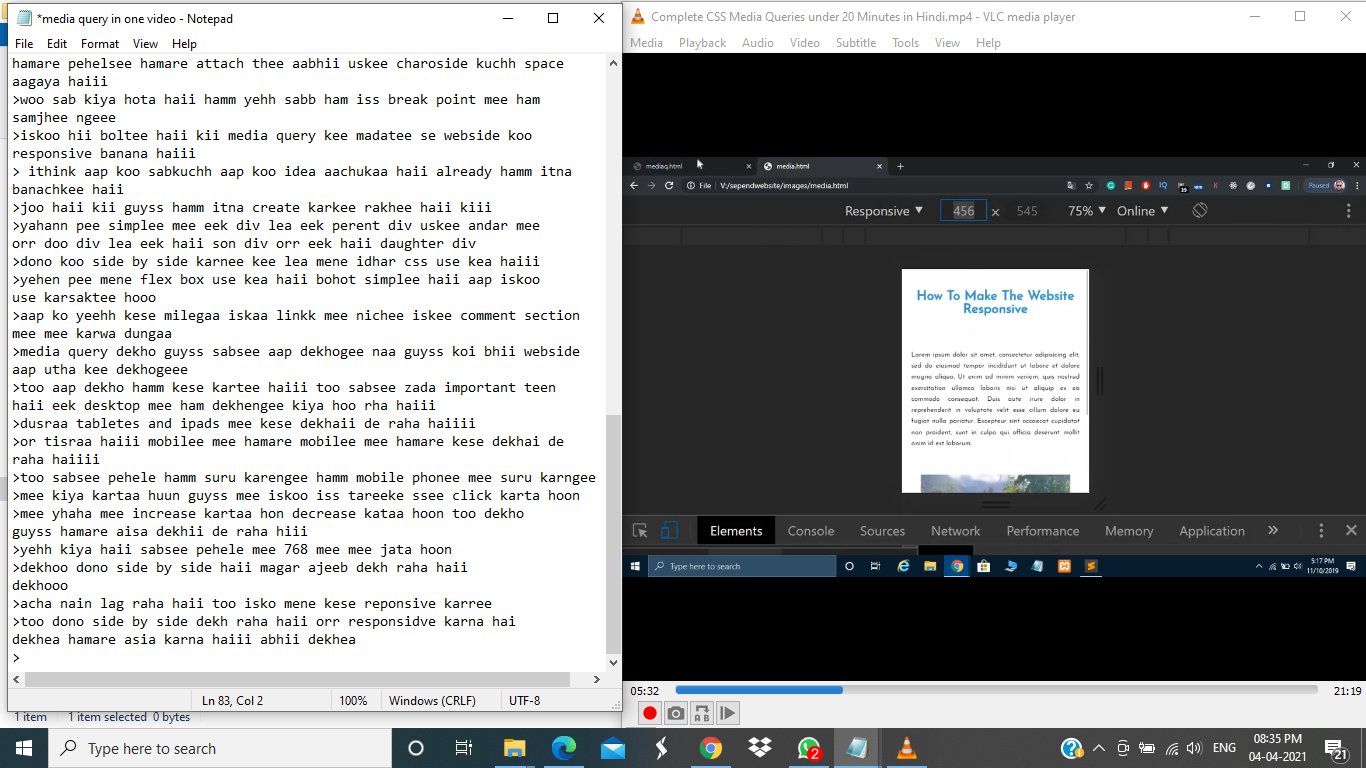 *media query in one video - Notepad
File Edit Format View Help
hamare pehelsee hamare attach thee aabhii uskee charoside kuchh space
aagaya haiii
>woo sab kiya hota haii hamm yehh sabb ham iss break point mee ham
samjhee ngeee
>iskoo hii boltee haii kii media query kee madatee se webside koo
responsive banana haiii
> ithink aap koo sabkuchh aap koo idea aachukaa haii already hamm itna
banachkee haii
>joo haii kii guyss hamm itna create karkee rakhee haii kiii
>yahann pee simplee mee eek div lea eek perent div uskee andar mee
orr doo div lea eek haii son div orr eek haii daughter div
>dono koo side by side karnee kee lea mene idhar css use kea haiii
>yehen pee mene flex box use kea haii bohot simplee haii aap iskoo
use karsaktee hooo
>aap ko yeehh kese milegaa iskaa linkk mee nichee iskee comment section
mee mee karwa dungaa
>media query dekho guyss sabsee aap dekhogee naa guyss koi bhii webside
aap utha kee dekhogeee
>too aap dekho hamm kese kartee haiii too sabsee zada important teen
haii eek desktop mee ham dekhengee kiya hoo rha haiii
>dusraa tabletes and ipads mee kese dekhaii de raha haiiii
>or tisraa haiii mobilee mee hamare mobilee mee hamare kese dekhai de
raha haiiii
>too sabsee pehele hamm suru karengee hamm mobile phonee mee suru karngee
>mee kiya kartaa huun guyss mee iskoo iss tareeke ssee click karta hoon
>mee yhaha mee increase kartaa hon decrease kataa hoon too dekho
guyss hamare aisa dekhii de raha hiii
>yehh kiya haii sabsee pehele mee 768 mee mee jata hoon
>dekhoo dono side by side haii magar ajeeb dekh raha haii
dekhooo
>acha nain lag raha haii too isko mene kese reponsive karree
>too dono side by side dekh raha haii orr responsidve karna hai
dekhea hamare asia karna haiii abhii dekhea
>
Ln 83, Col 2 100% Windows (CRLF) UTF-8
1 item 1 item selected 0 bytes
Complete CSS Media Queries under 20 Minutes in Hindi.mp4 - VLC media player
Media Playback Audio Video Subtitle Tools View Help
mediaq.html media.html
File V:/sependwebsite/images/media.html Paused
Responsive 456 × 545 75% Online
How To Make The Website
Responsive
Lorem ipsum dolor sit amet, consectetur adipisicing elit,
sed do eiusmod tempor incididunt ut labore et dolore
magna aliqua. Ut enim ad minim veniam, quis nostrud
exercitation ullamco laboris nisi ut aliquip ex ea
commodo consequat. Duis aute irure dolor in
reprehenderit in voluptate velit esse cillum dolore eu
fugiat nulla pariatur. Excepteur sint occaecat cupidatat
non proident, sunt in culpa qui officia deserunt mollit
anim id est laborum.
Elements Console Sources Network Performance Memory Application
Type here to search
5:17 PM
11/10/2019
05:32 21:19
Type here to search
2
ENG
08:35 PM
04-04-2021
21